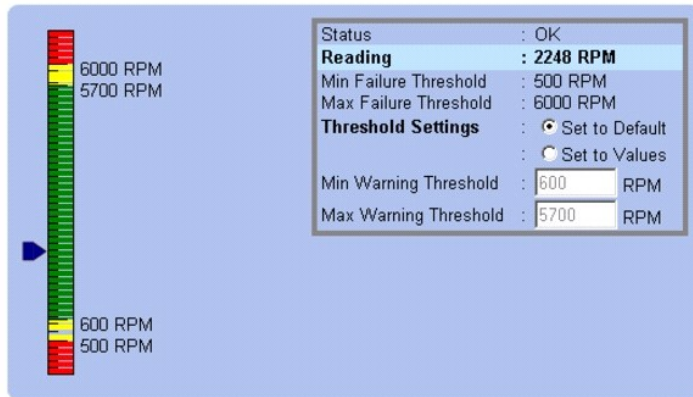 6000 RPM
5700 RPM
600 RPM
500 RPM
Status : OK
Reading : 2248 RPM
Min Failure Threshold : 500 RPM
Max Failure Threshold : 6000 RPM
Threshold Settings : Set to Default
: Set to Values
Min Warning Threshold : 600 RPM
Max Warning Threshold : 5700 RPM